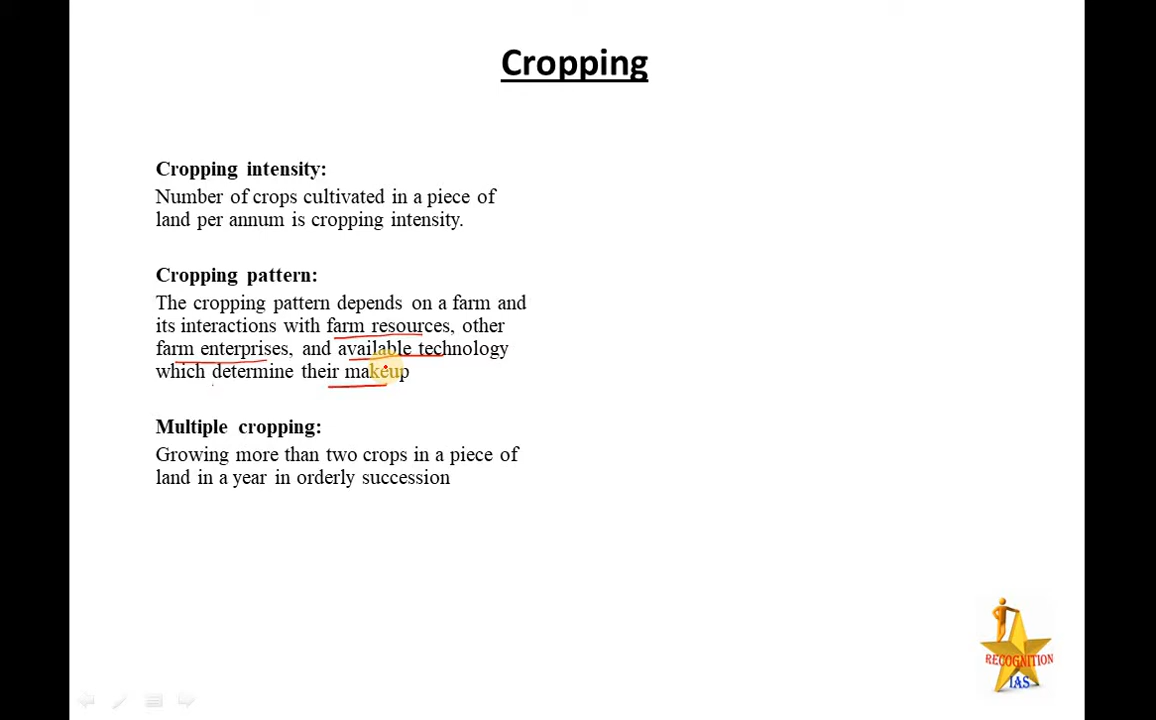 Cropping
Cropping intensity:
Number of crops cultivated in a piece of
land per annum is cropping intensity.
Cropping pattern:
The cropping pattern depends on a farm and
its interactions with farm resources, other
farm enterprises, and available technology
which determine their makeup
Multiple cropping:
Growing more than two crops in a piece of
land in a year in orderly succession
RECOGNITION
IAS